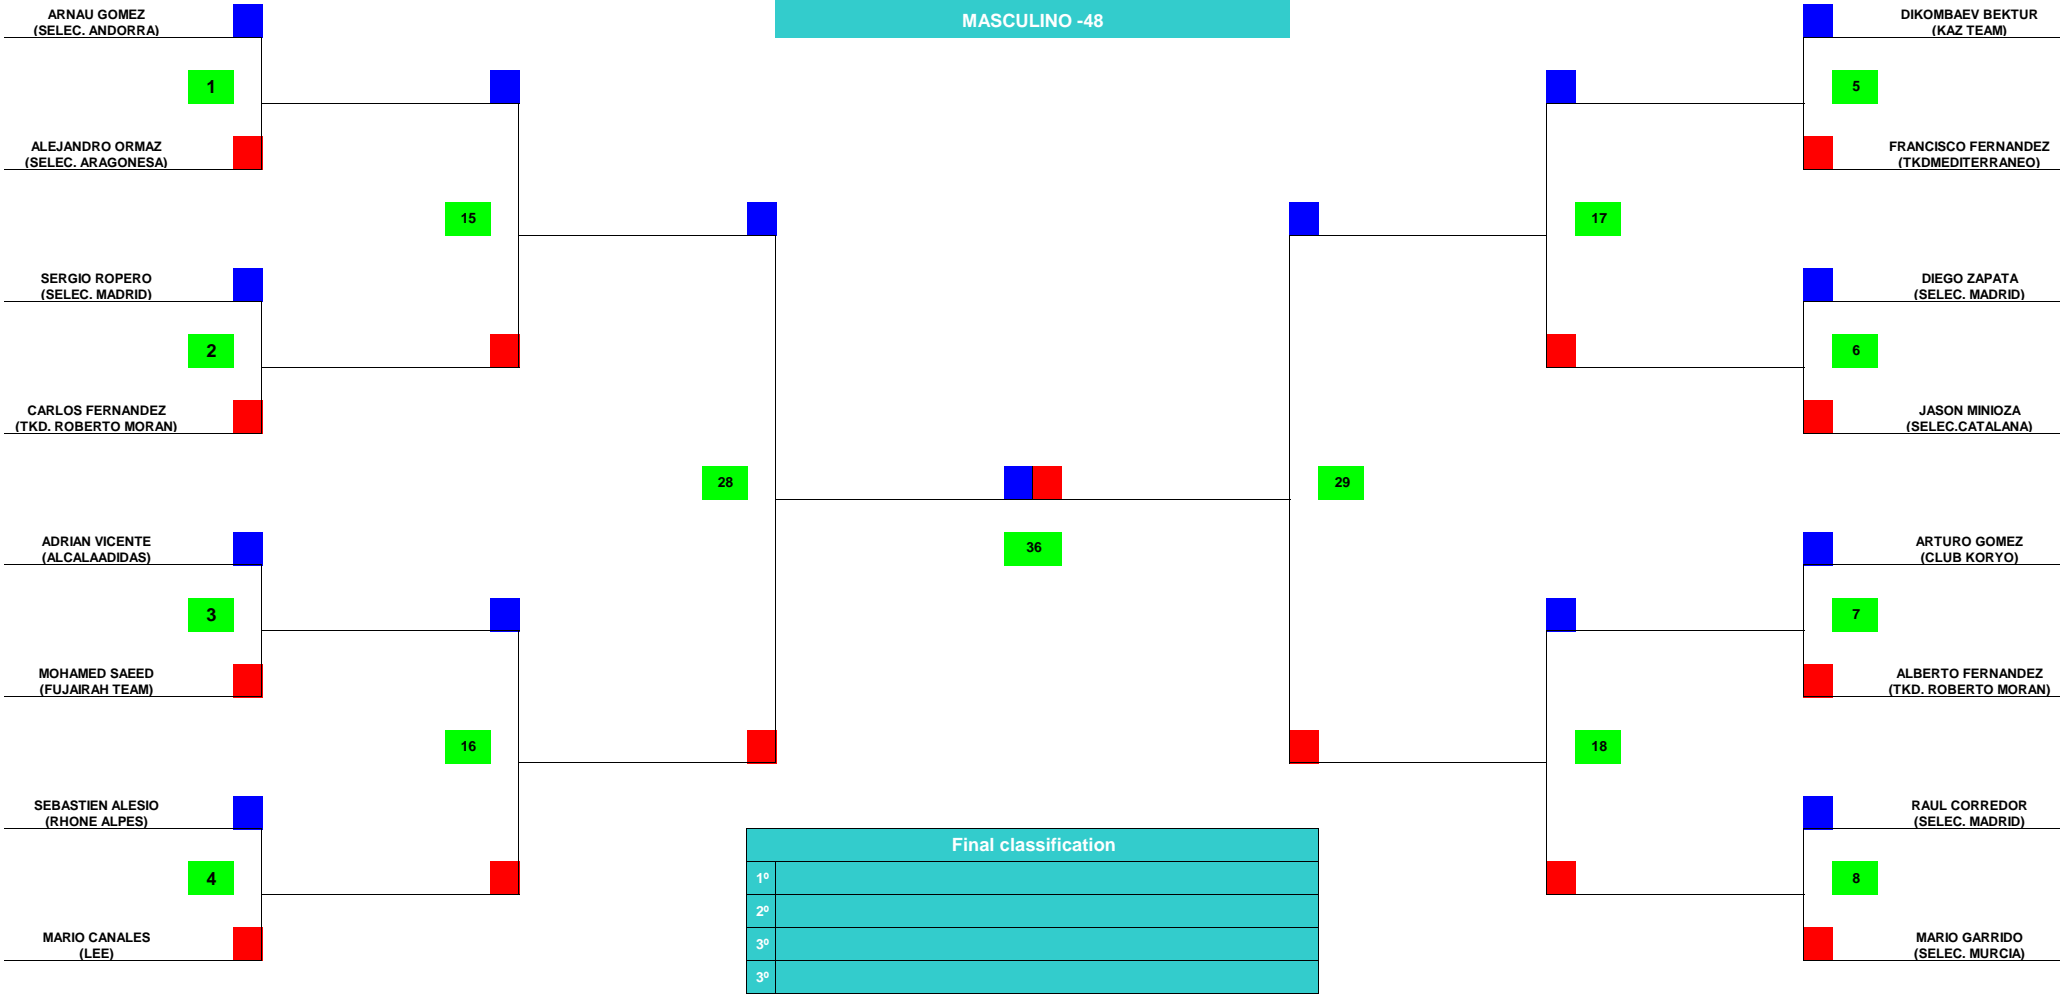 MASCULINO -48
ARNAU GOMEZ
(SELEC. ANDORRA)
1
ALEJANDRO ORMAZ
(SELEC. ARAGONESA)
15
SERGIO ROPERO
(SELEC. MADRID)
2
CARLOS FERNANDEZ
(TKD. ROBERTO MORAN)
28
ADRIAN VICENTE
(ALCALAADIDAS)
3
MOHAMED SAEED
(FUJAIRAH TEAM)
16
SEBASTIEN ALESIO
(RHONE ALPES)
4
MARIO CANALES
(LEE)
36
DIKOMBAEV BEKTUR
(KAZ TEAM)
5
FRANCISCO FERNANDEZ
(TKDMEDITERRANEO)
17
DIEGO ZAPATA
(SELEC. MADRID)
6
JASON MINIOZA
(SELEC.CATALANA)
29
ARTURO GOMEZ
(CLUB KORYO)
7
ALBERTO FERNANDEZ
(TKD. ROBERTO MORAN)
18
RAUL CORREDOR
(SELEC. MADRID)
8
MARIO GARRIDO
(SELEC. MURCIA)
Final classification
1º
2º
3º
3º